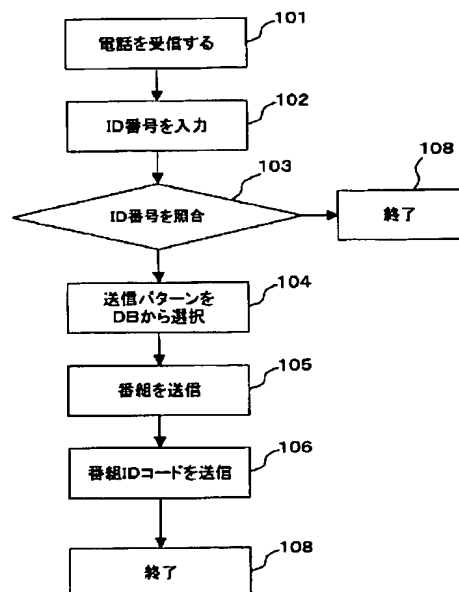 101
電話を受信する
102
ID番号を入力
103
ID番号を照合
108
終了
104
送信パターンを
DBから選択
105
番組を送信
106
番組IDコードを送信
108
終了